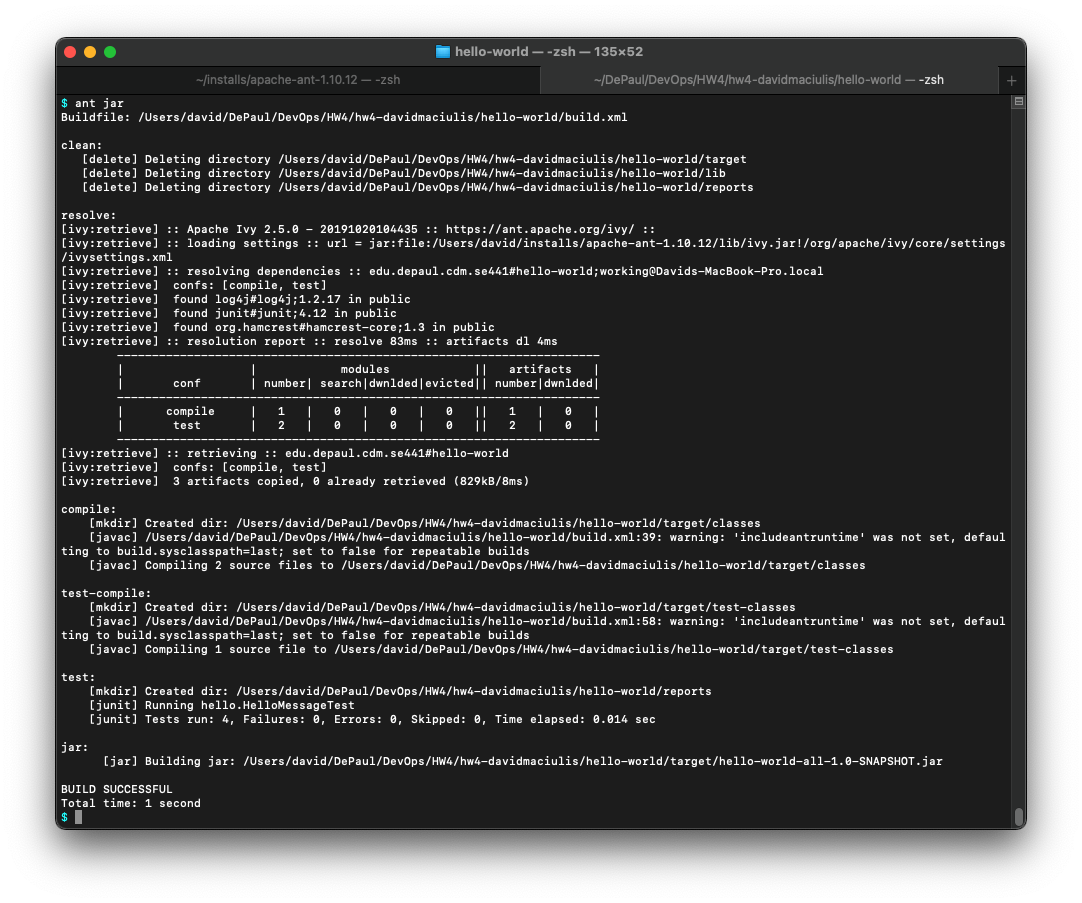 hello-world — -zsh — 135×52
~/installs/apache-ant-1.10.12 — -zsh
~/DePaul/DevOps/HW4/hw4-davidmaciulis/hello-world — -zsh
+
$ ant jar
Buildfile: /Users/david/DePaul/DevOps/HW4/hw4-davidmaciulis/hello-world/build.xml
clean:
[delete] Deleting directory /Users/david/DePaul/DevOps/HW4/hw4-davidmaciulis/hello-world/target
[delete] Deleting directory /Users/david/DePaul/DevOps/HW4/hw4-davidmaciulis/hello-world/lib
[delete] Deleting directory /Users/david/DePaul/DevOps/HW4/hw4-davidmaciulis/hello-world/reports
resolve:
[ivy:retrieve] :: Apache Ivy 2.5.0 - 20191020104435 :: https://ant.apache.org/ivy/ ::
[ivy:retrieve] :: loading settings :: url = jar:file:/Users/david/installs/apache-ant-1.10.12/lib/ivy.jar!/org/apache/ivy/core/settings
/ivysettings.xml
[ivy:retrieve] :: resolving dependencies :: edu.depaul.cdm.se441#hello-world;working@Davids-MacBook-Pro.local
[ivy:retrieve]  confs: [compile, test]
[ivy:retrieve]  found log4j#log4j;1.2.17 in public
[ivy:retrieve]  found junit#junit;4.12 in public
[ivy:retrieve]  found org.hamcrest#hamcrest-core;1.3 in public
[ivy:retrieve] :: resolution report :: resolve 83ms :: artifacts dl 4ms
---------------------------------------------------------------------
|                  |            modules            ||   artifacts   |
|       conf       | number| search|dwnlded|evicted|| number|dwnlded|
---------------------------------------------------------------------
|      compile     |   1   |   0   |   0   |   0   ||   1   |   0   |
|       test       |   2   |   0   |   0   |   0   ||   2   |   0   |
---------------------------------------------------------------------
[ivy:retrieve] :: retrieving :: edu.depaul.cdm.se441#hello-world
[ivy:retrieve]  confs: [compile, test]
[ivy:retrieve]  3 artifacts copied, 0 already retrieved (829kB/8ms)
compile:
[mkdir] Created dir: /Users/david/DePaul/DevOps/HW4/hw4-davidmaciulis/hello-world/target/classes
[javac] /Users/david/DePaul/DevOps/HW4/hw4-davidmaciulis/hello-world/build.xml:39: warning: 'includeantruntime' was not set, defaul
ting to build.sysclasspath=last; set to false for repeatable builds
[javac] Compiling 2 source files to /Users/david/DePaul/DevOps/HW4/hw4-davidmaciulis/hello-world/target/classes
test-compile:
[mkdir] Created dir: /Users/david/DePaul/DevOps/HW4/hw4-davidmaciulis/hello-world/target/test-classes
[javac] /Users/david/DePaul/DevOps/HW4/hw4-davidmaciulis/hello-world/build.xml:58: warning: 'includeantruntime' was not set, defaul
ting to build.sysclasspath=last; set to false for repeatable builds
[javac] Compiling 1 source file to /Users/david/DePaul/DevOps/HW4/hw4-davidmaciulis/hello-world/target/test-classes
test:
[mkdir] Created dir: /Users/david/DePaul/DevOps/HW4/hw4-davidmaciulis/hello-world/reports
[junit] Running hello.HelloMessageTest
[junit] Tests run: 4, Failures: 0, Errors: 0, Skipped: 0, Time elapsed: 0.014 sec
jar:
[jar] Building jar: /Users/david/DePaul/DevOps/HW4/hw4-davidmaciulis/hello-world/target/hello-world-all-1.0-SNAPSHOT.jar
BUILD SUCCESSFUL
Total time: 1 second
$